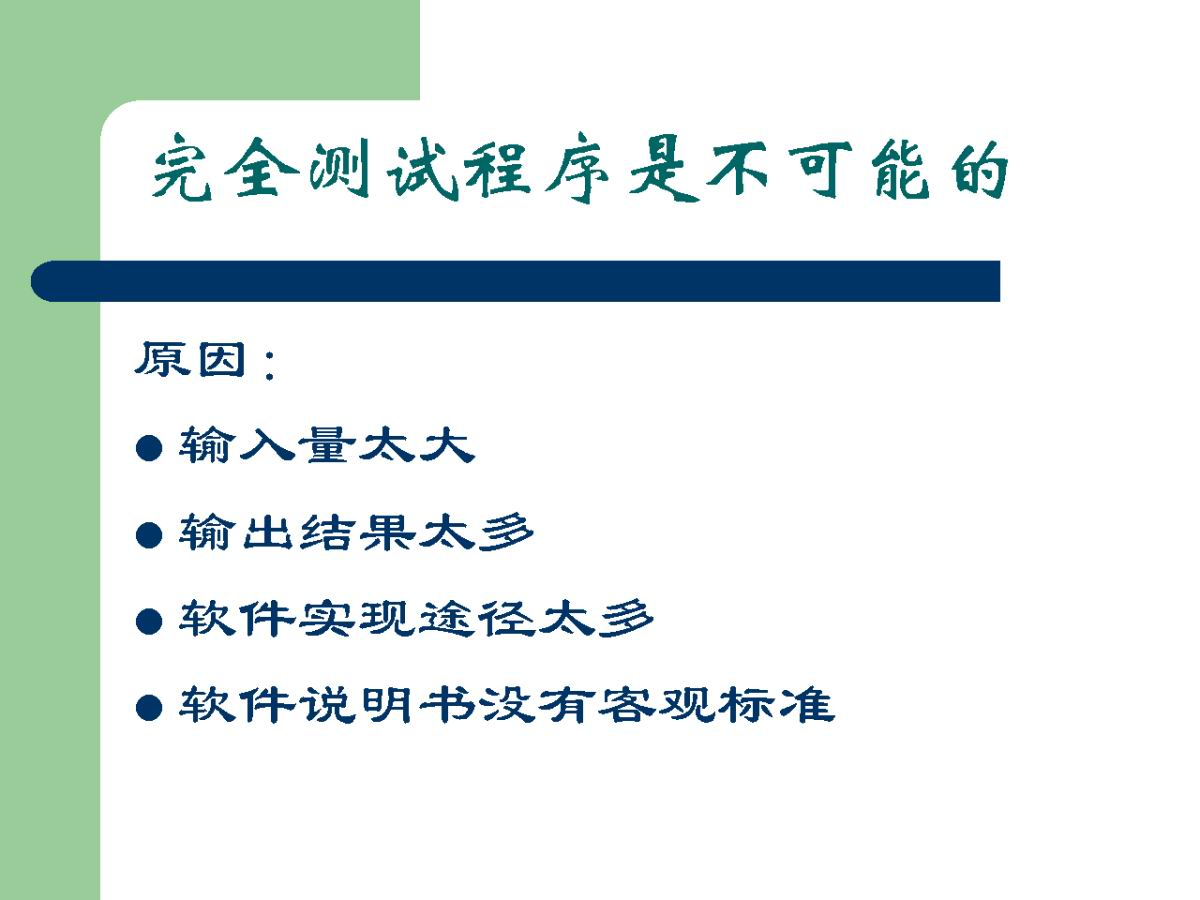 完全测试程序是不可能的
原因：
输入量太大
输出结果太多
软件实现途径太多
软件说明书没有客观标准